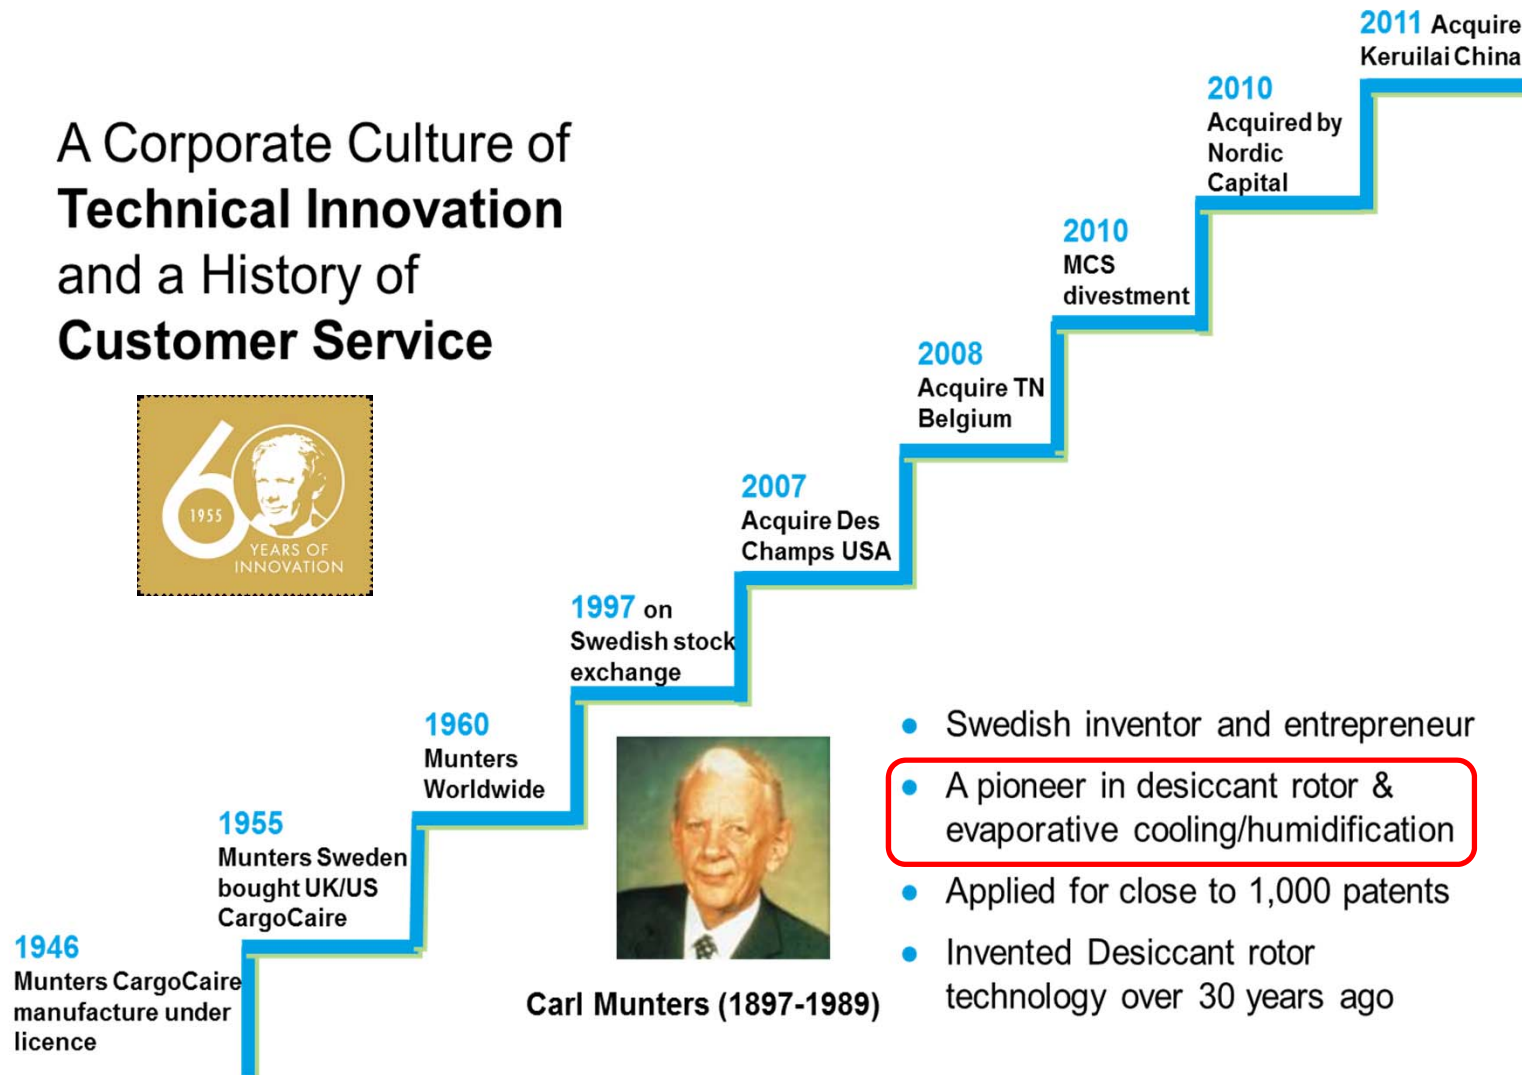 A Corporate Culture of
Technical Innovation
and a History of
Customer Service
60
1955
YEARS OF
INNOVATION
1946
Munters CargoCaire
manufacture under
licence
1955
Munters Sweden
bought UK/US
CargoCaire
1960
Munters
Worldwide
1997 on
Swedish stock
exchange
2007
Acquire Des
Champs USA
2008
Acquire TN
Belgium
2010
MCS
divestment
2010
Acquired by
Nordic
Capital
2011 Acquire
Keruilai China
Carl Munters (1897-1989)
• Swedish inventor and entrepreneur
• A pioneer in desiccant rotor &
evaporative cooling/humidification
• Applied for close to 1,000 patents
• Invented Desiccant rotor
technology over 30 years ago